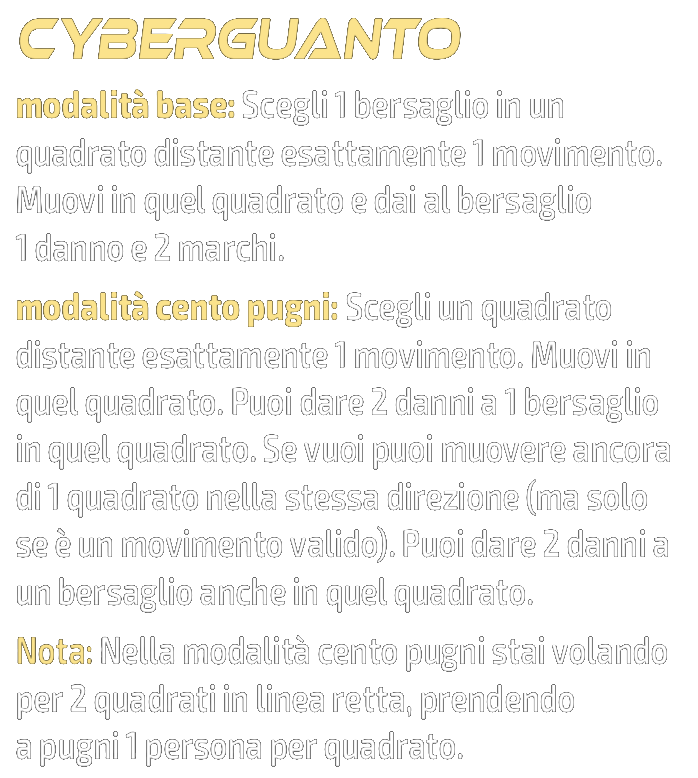 CYBERGUANTO
modalità base: Scegli 1 bersaglio in un
quadrato distante esattamente 1 movimento.
Muovi in quel quadrato e dai al bersaglio
1 danno e 2 marchi.
modalità cento pugni: Scegli un quadrato
distante esattamente 1 movimento. Muovi in
quel quadrato. Puoi dare 2 danni a 1 bersaglio
in quel quadrato. Se vuoi puoi muovere ancora
di 1 quadrato nella stessa direzione (ma solo
se è un movimento valido). Puoi dare 2 danni a
un bersaglio anche in quel quadrato.
Nota: Nella modalità cento pugni stai volando
per 2 quadrati in linea retta, prendendo
a pugni 1 persona per quadrato.